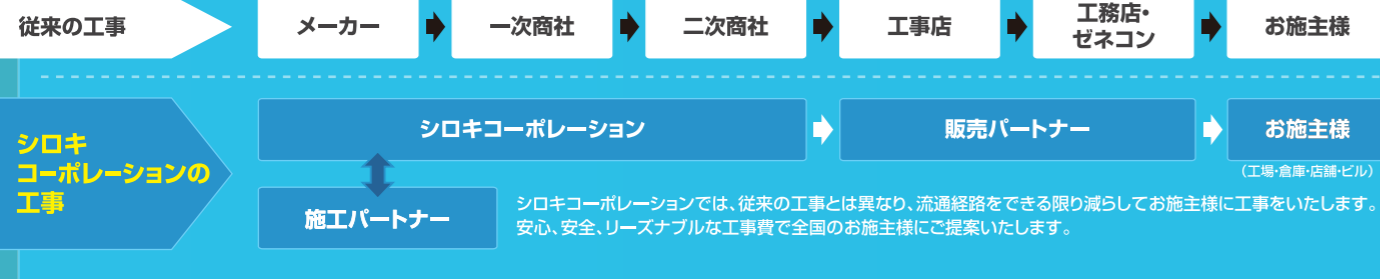 従来の工事
メーカー
一次商社
二次商社
工事店
工務店・
ゼネコン
お施主様
シロキ
コーポレーションの
工事
シロキコーポレーション
販売パートナー
お施主様
(工場・倉庫・店舗・ビル)
施工パートナー
シロキコーポレーションでは、従来の工事とは異なり、流通経路をできる限り減らしてお施主様に工事をいたします。
安心、安全、リーズナブルな工事費で全国のお施主様にご提案いたします。